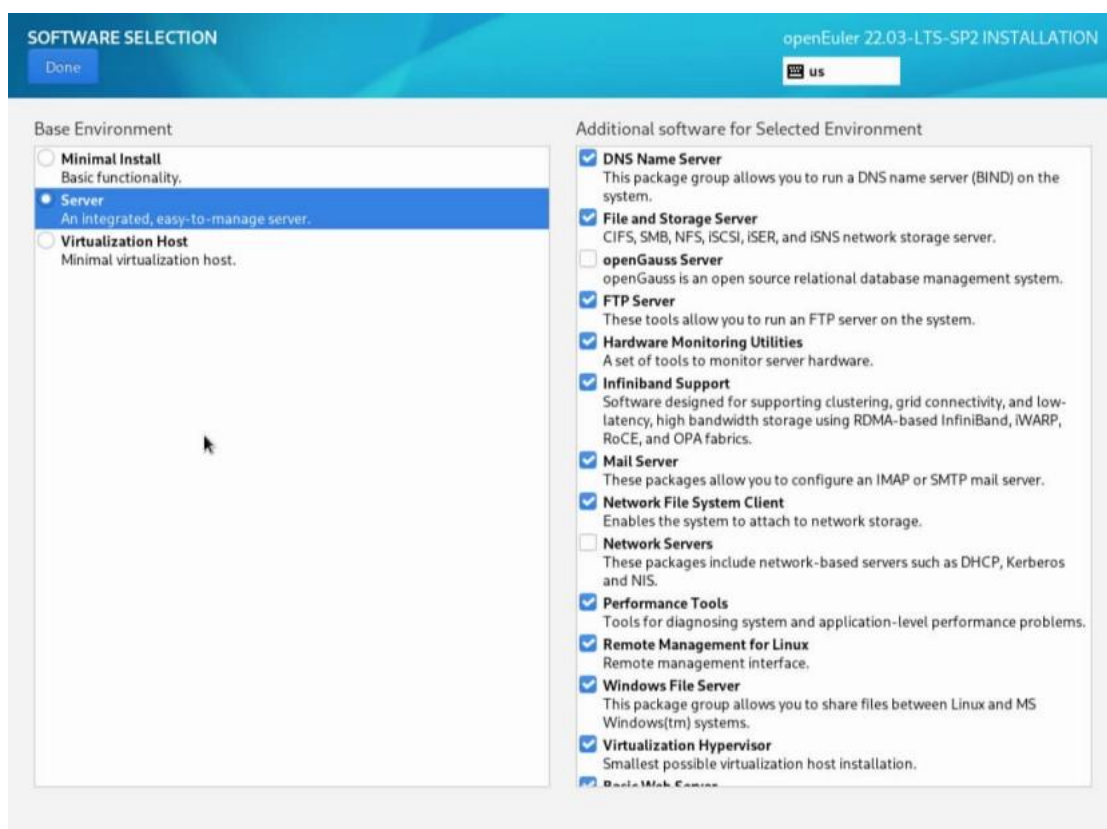 SOFTWARE SELECTION
openEuler 22.03-LTS-SP2 INSTALLATION
Done
us
Base Environment
Minimal Install
Basic functionality.
Server
An integrated, easy-to-manage server.
Virtualization Host
Minimal virtualization host.
Additional software for Selected Environment
DNS Name Server
This package group allows you to run a DNS name server (BIND) on the
system.
File and Storage Server
CIFS, SMB, NFS, iSCSI, iSER, and iSNS network storage server.
openGauss Server
openGauss is an open source relational database management system.
FTP Server
These tools allow you to run an FTP server on the system.
Hardware Monitoring Utilities
A set of tools to monitor server hardware.
Infiniband Support
Software designed for supporting clustering, grid connectivity, and low-
latency, high bandwidth storage using RDMA-based InfiniBand, iWARP,
RoCE, and OPA fabrics.
Mail Server
These packages allow you to configure an IMAP or SMTP mail server.
Network File System Client
Enables the system to attach to network storage.
Network Servers
These packages include network-based servers such as DHCP, Kerberos
and NIS.
Performance Tools
Tools for diagnosing system and application-level performance problems.
Remote Management for Linux
Remote management interface.
Windows File Server
This package group allows you to share files between Linux and MS
Windows(tm) systems.
Virtualization Hypervisor
Smallest possible virtualization host installation.
Basic Web Server